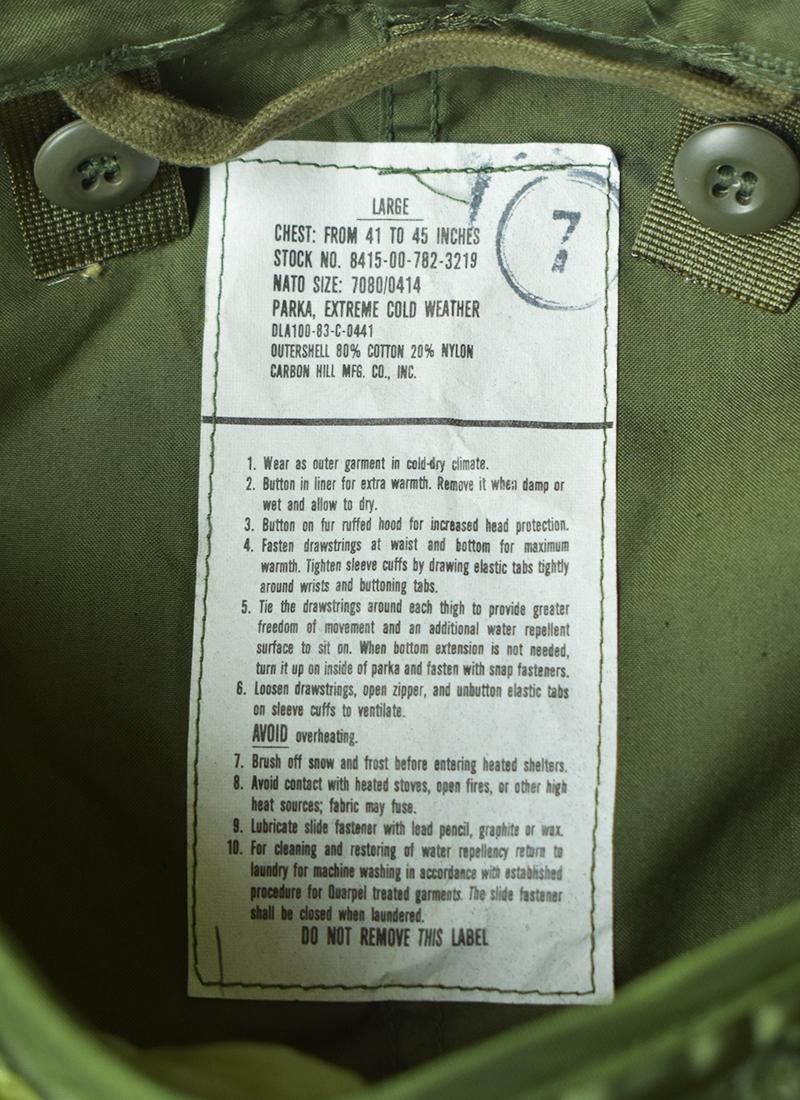 LARGE
CHEST: FROM 41 TO 45 INCHES
STOCK NO. 8415-00-782-3219
NATO SIZE: 7080/0414
PARKA, EXTREME COLD WEATHER
DLA100-83-C-0441
OUTERSHELL 80% COTTON 20% NYLON
CARBON HILL MFG. CO., INC.
7
1. Wear as outer garment in cold-dry climate.
2. Button in liner for extra warmth. Remove it when damp or
wet and allow to dry.
3. Button on fur ruffed hood for increased head protection.
4. Fasten drawstrings at waist and bottom for maximum
warmth. Tighten sleeve cuffs by drawing elastic tabs tightly
around wrists and buttoning tabs.
5. Tie the drawstrings around each thigh to provide greater
freedom of movement and an additional water repellent
surface to sit on. When bottom extension is not needed,
turn it up on inside of parka and fasten with snap fasteners.
6. Loosen drawstrings, open zipper, and unbutton elastic tabs
on sleeve cuffs to ventilate.
AVOID overheating.
7. Brush off snow and frost before entering heated shelters.
8. Avoid contact with heated stoves, open fires, or other high
heat sources; fabric may fuse.
9. Lubricate slide fastener with lead pencil, graphite or wax.
10. For cleaning and restoring of water repellency return to
laundry for machine washing in accordance with established
procedure for Quarpel treated garments. The slide fastener
shall be closed when laundered.
DO NOT REMOVE THIS LABEL